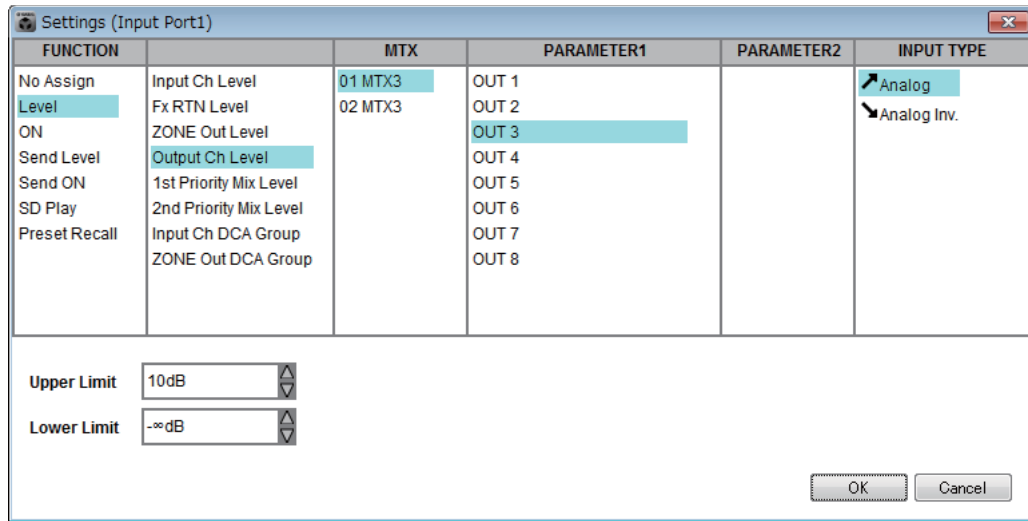 Settings (Input Port1)
FUNCTION MTX PARAMETER1 PARAMETER2 INPUT TYPE
No Assign Input Ch Level 01 MTX3 OUT 1 Analog
Level Fx RTN Level 02 MTX3 OUT 2 Analog Inv.
ON ZONE Out Level OUT 3
Send Level Output Ch Level OUT 4
Send ON 1st Priority Mix Level OUT 5
SD Play 2nd Priority Mix Level OUT 6
Preset Recall Input Ch DCA Group OUT 7
ZONE Out DCA Group OUT 8
Upper Limit 10dB
Lower Limit -∞dB
OK Cancel